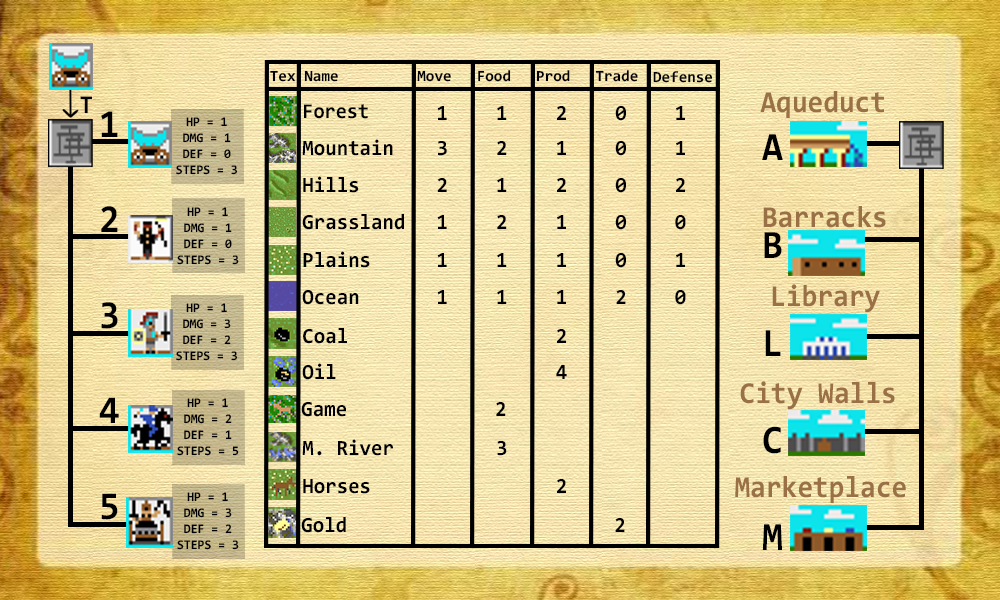 T
1
HP = 1
DMG = 1
DEF = 0
STEPS = 3
2
HP = 1
DMG = 1
DEF = 0
STEPS = 3
3
HP = 1
DMG = 3
DEF = 2
STEPS = 3
4
HP = 1
DMG = 2
DEF = 1
STEPS = 5
5
HP = 1
DMG = 3
DEF = 2
STEPS = 3
Tex Name Move Food Prod Trade Defense
Forest 1 1 2 0 1
Mountain 3 2 1 0 1
Hills 2 1 2 0 2
Grassland 1 2 1 0 0
Plains 1 1 1 0 1
Ocean 1 1 1 2 0
Coal 2
Oil 4
Game 2
M. River 3
Horses 2
Gold 2
Aqueduct
A
Barracks
B
Library
L
City Walls
C
Marketplace
M